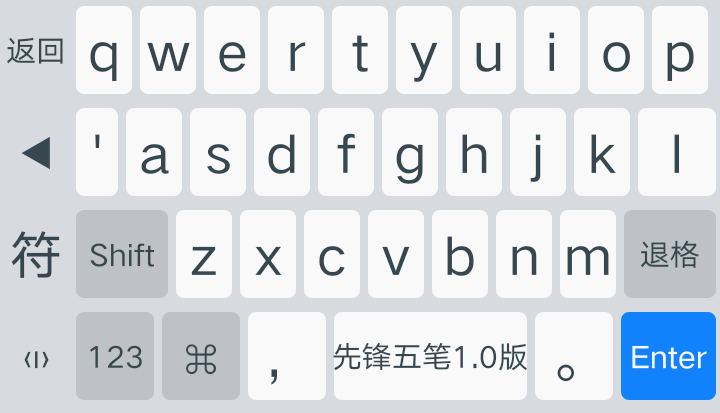 返回 q w e r t y u i o p
◀ ' a s d f g h j k l
符 Shift z x c v b n m 退格
123 ⌘ ， 先锋五笔1.0版 。 Enter